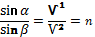 sin α / sin β = V¹ / V² = n